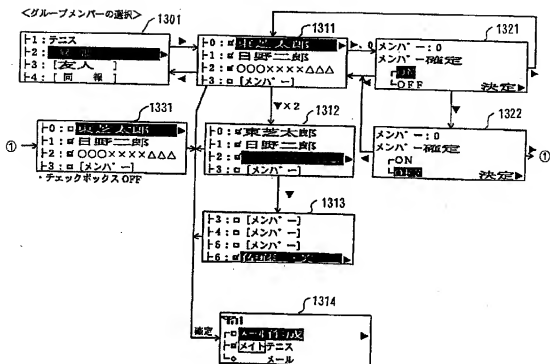 <グループメンバーの選択>
1301
1:テニス
2:
3:[友人 ]
4:[同 報]
1311
0:東芝太郎
1:日野二郎
2:○○○××××△△△
3:[メンバー]
▶、0
1321
メンバー:0
メンバー確定
ON
OFF 決定▶
1331
0:東芝太郎
1:日野二郎
2:○○○××××△△△
3:[メンバー]
・チェックボックスOFF
①
▼×2
1312
0:東芝太郎
1:日野二郎
2:
3:[メンバー]
▼
1322
メンバー:0
メンバー確定
ON
決定▶
①
▼
1313
3:[メンバー]
4:[メンバー]
5:[メンバー]
6:
確定
1314
メイトテニス
メール